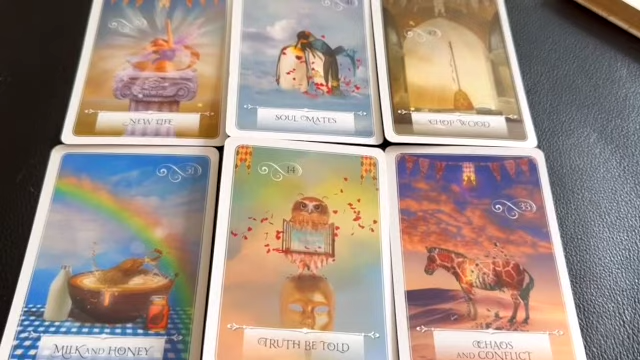 NEW LIFE
SOUL MATES
CHOP WOOD
51
14
33
MILK AND HONEY
TRUTH BE TOLD
CHAOS
AND CONFLICT